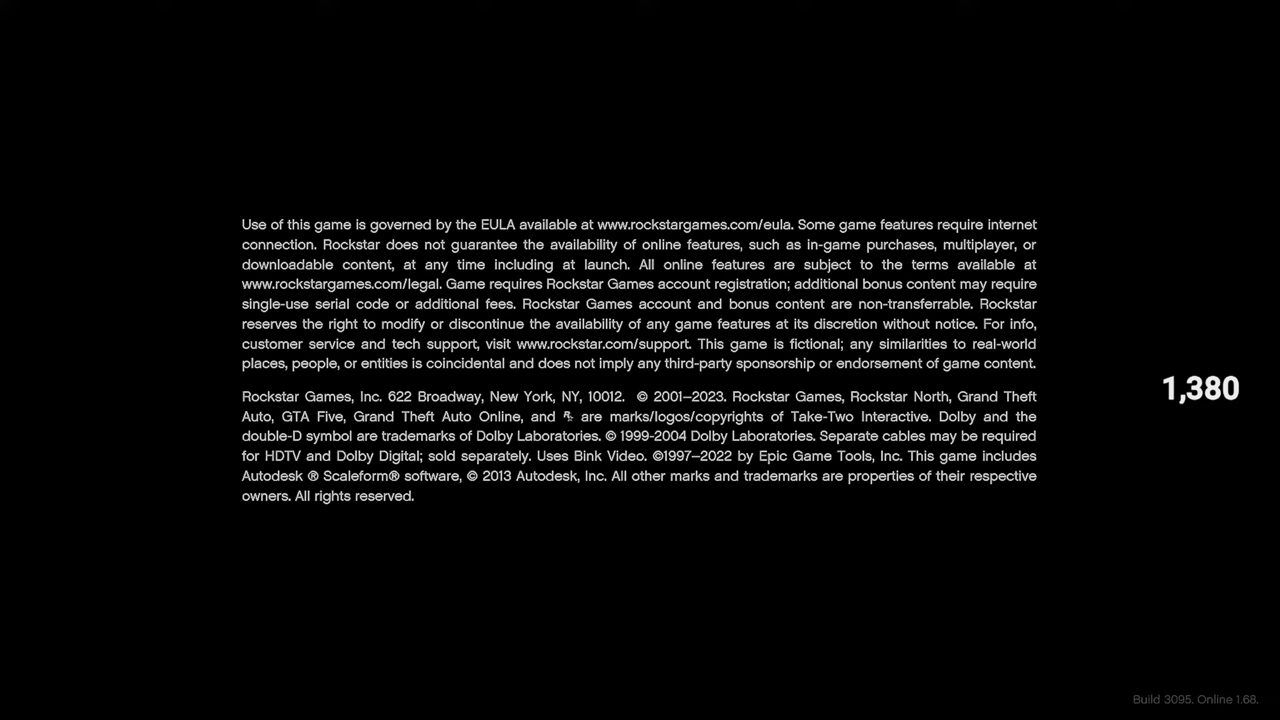 Use of this game is governed by the EULA available at www.rockstargames.com/eula. Some game features require internet
connection. Rockstar does not guarantee the availability of online features, such as in-game purchases, multiplayer, or
downloadable content, at any time including at launch. All online features are subject to the terms available at
www.rockstargames.com/legal. Game requires Rockstar Games account registration; additional bonus content may require
single-use serial code or additional fees. Rockstar Games account and bonus content are non-transferrable. Rockstar
reserves the right to modify or discontinue the availability of any game features at its discretion without notice. For info,
customer service and tech support, visit www.rockstar.com/support. This game is fictional; any similarities to real-world
places, people, or entities is coincidental and does not imply any third-party sponsorship or endorsement of game content.
Rockstar Games, Inc. 622 Broadway, New York, NY, 10012. © 2001–2023. Rockstar Games, Rockstar North, Grand Theft
Auto, GTA Five, Grand Theft Auto Online, and R* are marks/logos/copyrights of Take-Two Interactive. Dolby and the
double-D symbol are trademarks of Dolby Laboratories. © 1999-2004 Dolby Laboratories. Separate cables may be required
for HDTV and Dolby Digital; sold separately. Uses Bink Video. ©1997–2022 by Epic Game Tools, Inc. This game includes
Autodesk ® Scaleform® software, © 2013 Autodesk, Inc. All other marks and trademarks are properties of their respective
owners. All rights reserved.
1,380
Build 3095. Online 1.68.